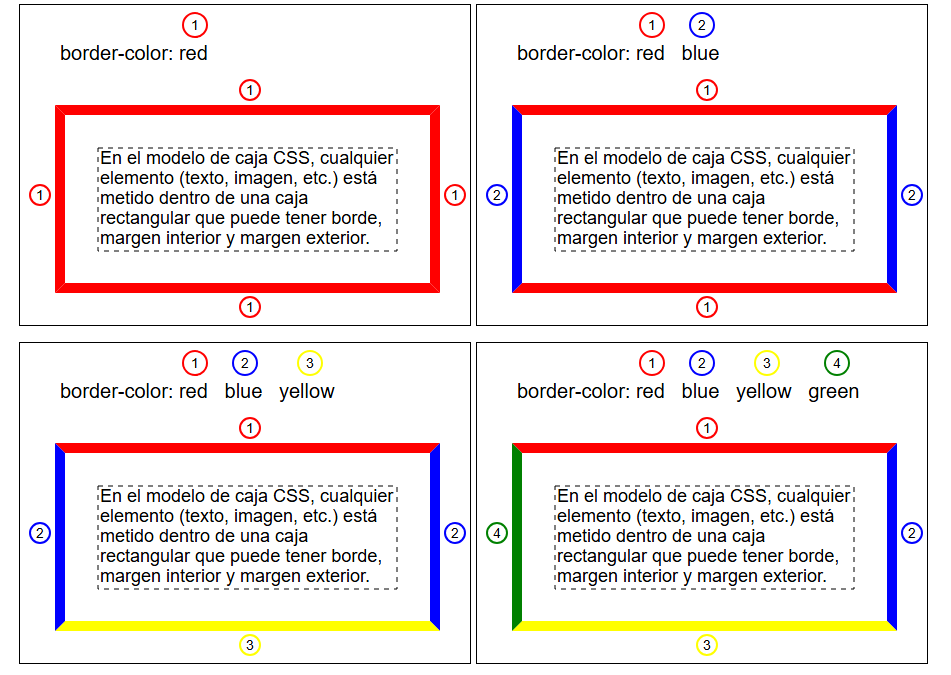 1
border-color: red
1
En el modelo de caja CSS, cualquier
elemento (texto, imagen, etc.) está
1 metido dentro de una caja 1
rectangular que puede tener borde,
margen interior y margen exterior.
1
1 2
border-color: red blue
1
En el modelo de caja CSS, cualquier
elemento (texto, imagen, etc.) está
2 metido dentro de una caja 2
rectangular que puede tener borde,
margen interior y margen exterior.
1
1 2 3
border-color: red blue yellow
1
En el modelo de caja CSS, cualquier
elemento (texto, imagen, etc.) está
2 metido dentro de una caja 2
rectangular que puede tener borde,
margen interior y margen exterior.
3
1 2 3 4
border-color: red blue yellow green
1
En el modelo de caja CSS, cualquier
elemento (texto, imagen, etc.) está
4 metido dentro de una caja 2
rectangular que puede tener borde,
margen interior y margen exterior.
3